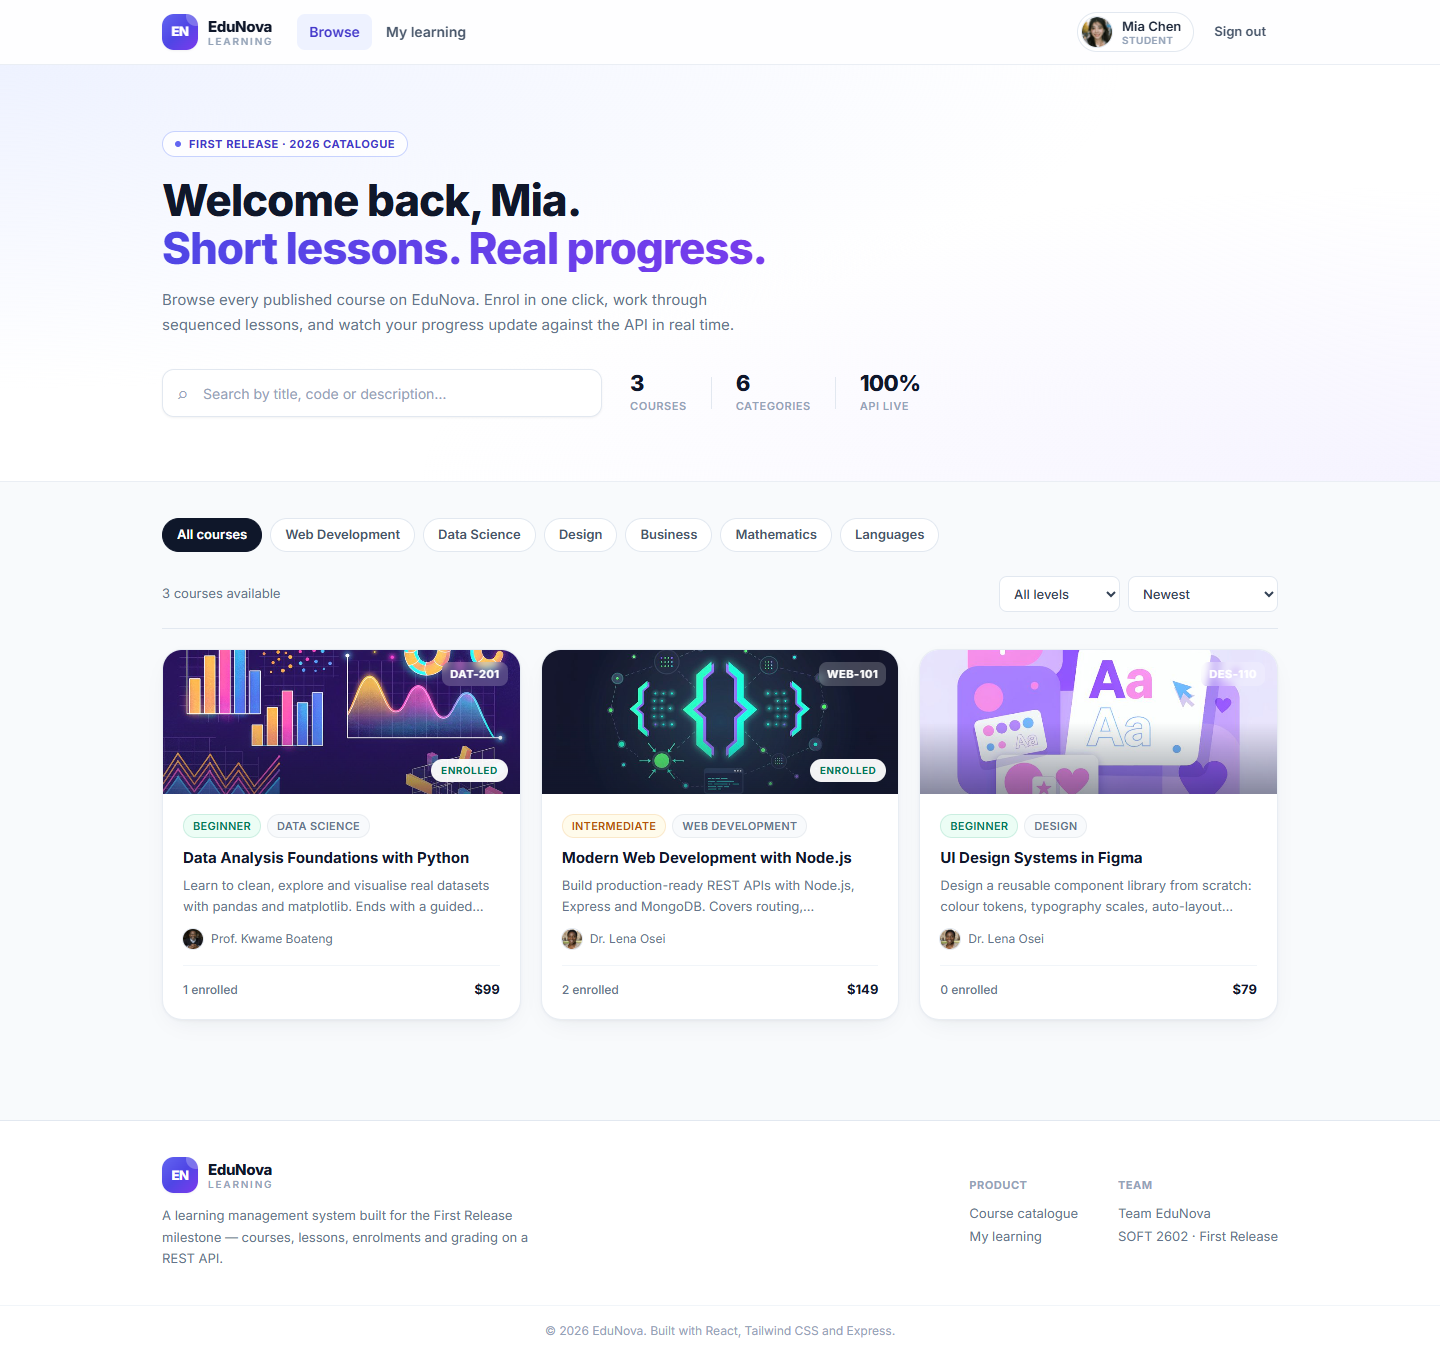 EN
EduNova
LEARNING
Browse
My learning
Mia Chen
STUDENT
Sign out
FIRST RELEASE · 2026 CATALOGUE
Welcome back, Mia.
Short lessons. Real progress.
Browse every published course on EduNova. Enrol in one click, work through
sequenced lessons, and watch your progress update against the API in real time.
Search by title, code or description...
3
COURSES
6
CATEGORIES
100%
API LIVE
All courses
Web Development
Data Science
Design
Business
Mathematics
Languages
3 courses available
All levels
Newest
DAT-201
ENROLLED
BEGINNER
DATA SCIENCE
Data Analysis Foundations with Python
Learn to clean, explore and visualise real datasets
with pandas and matplotlib. Ends with a guided...
Prof. Kwame Boateng
1 enrolled
$99
{ { } }
WEB-101
ENROLLED
INTERMEDIATE
WEB DEVELOPMENT
Modern Web Development with Node.js
Build production-ready REST APIs with Node.js,
Express and MongoDB. Covers routing,...
Dr. Lena Osei
2 enrolled
$149
Aa
Aa
Aa
DES-110
BEGINNER
DESIGN
UI Design Systems in Figma
Design a reusable component library from scratch:
colour tokens, typography scales, auto-layout...
Dr. Lena Osei
0 enrolled
$79
EN
EduNova
LEARNING
A learning management system built for the First Release
milestone — courses, lessons, enrolments and grading on a
REST API.
PRODUCT
Course catalogue
My learning
TEAM
Team EduNova
SOFT 2602 · First Release
© 2026 EduNova. Built with React, Tailwind CSS and Express.